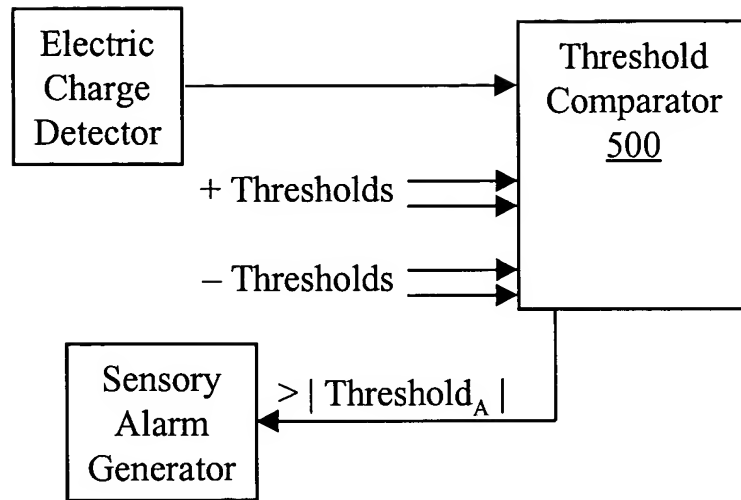 Electric
Charge
Detector
Threshold
Comparator
500
+ Thresholds
– Thresholds
Sensory
Alarm
Generator
> | Threshold_A |